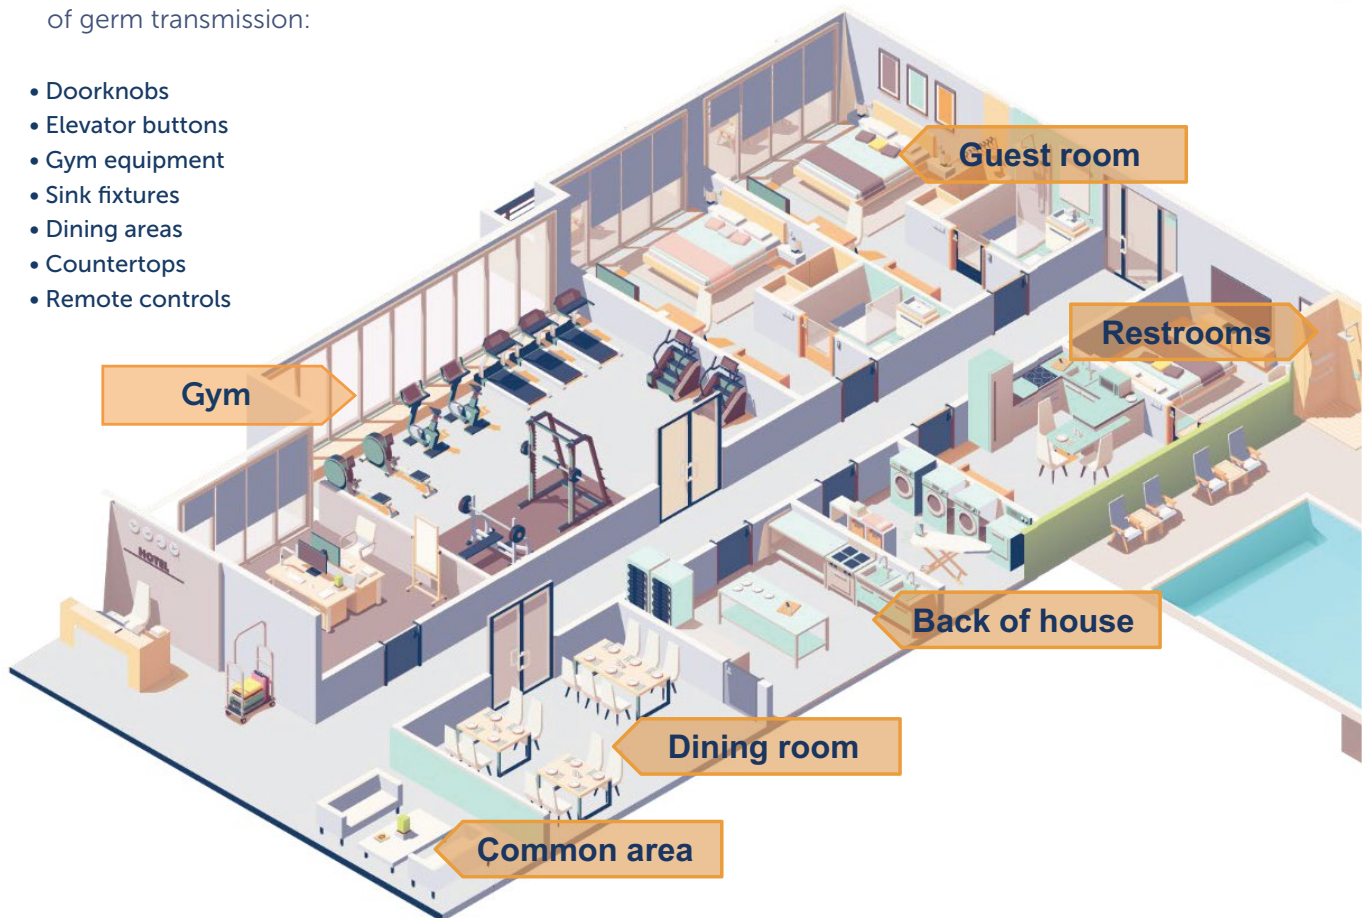 of germ transmission:
• Doorknobs
• Elevator buttons
• Gym equipment
• Sink fixtures
• Dining areas
• Countertops
• Remote controls
Guest room
Restrooms
Gym
HOTEL
Back of house
Dining room
Common area